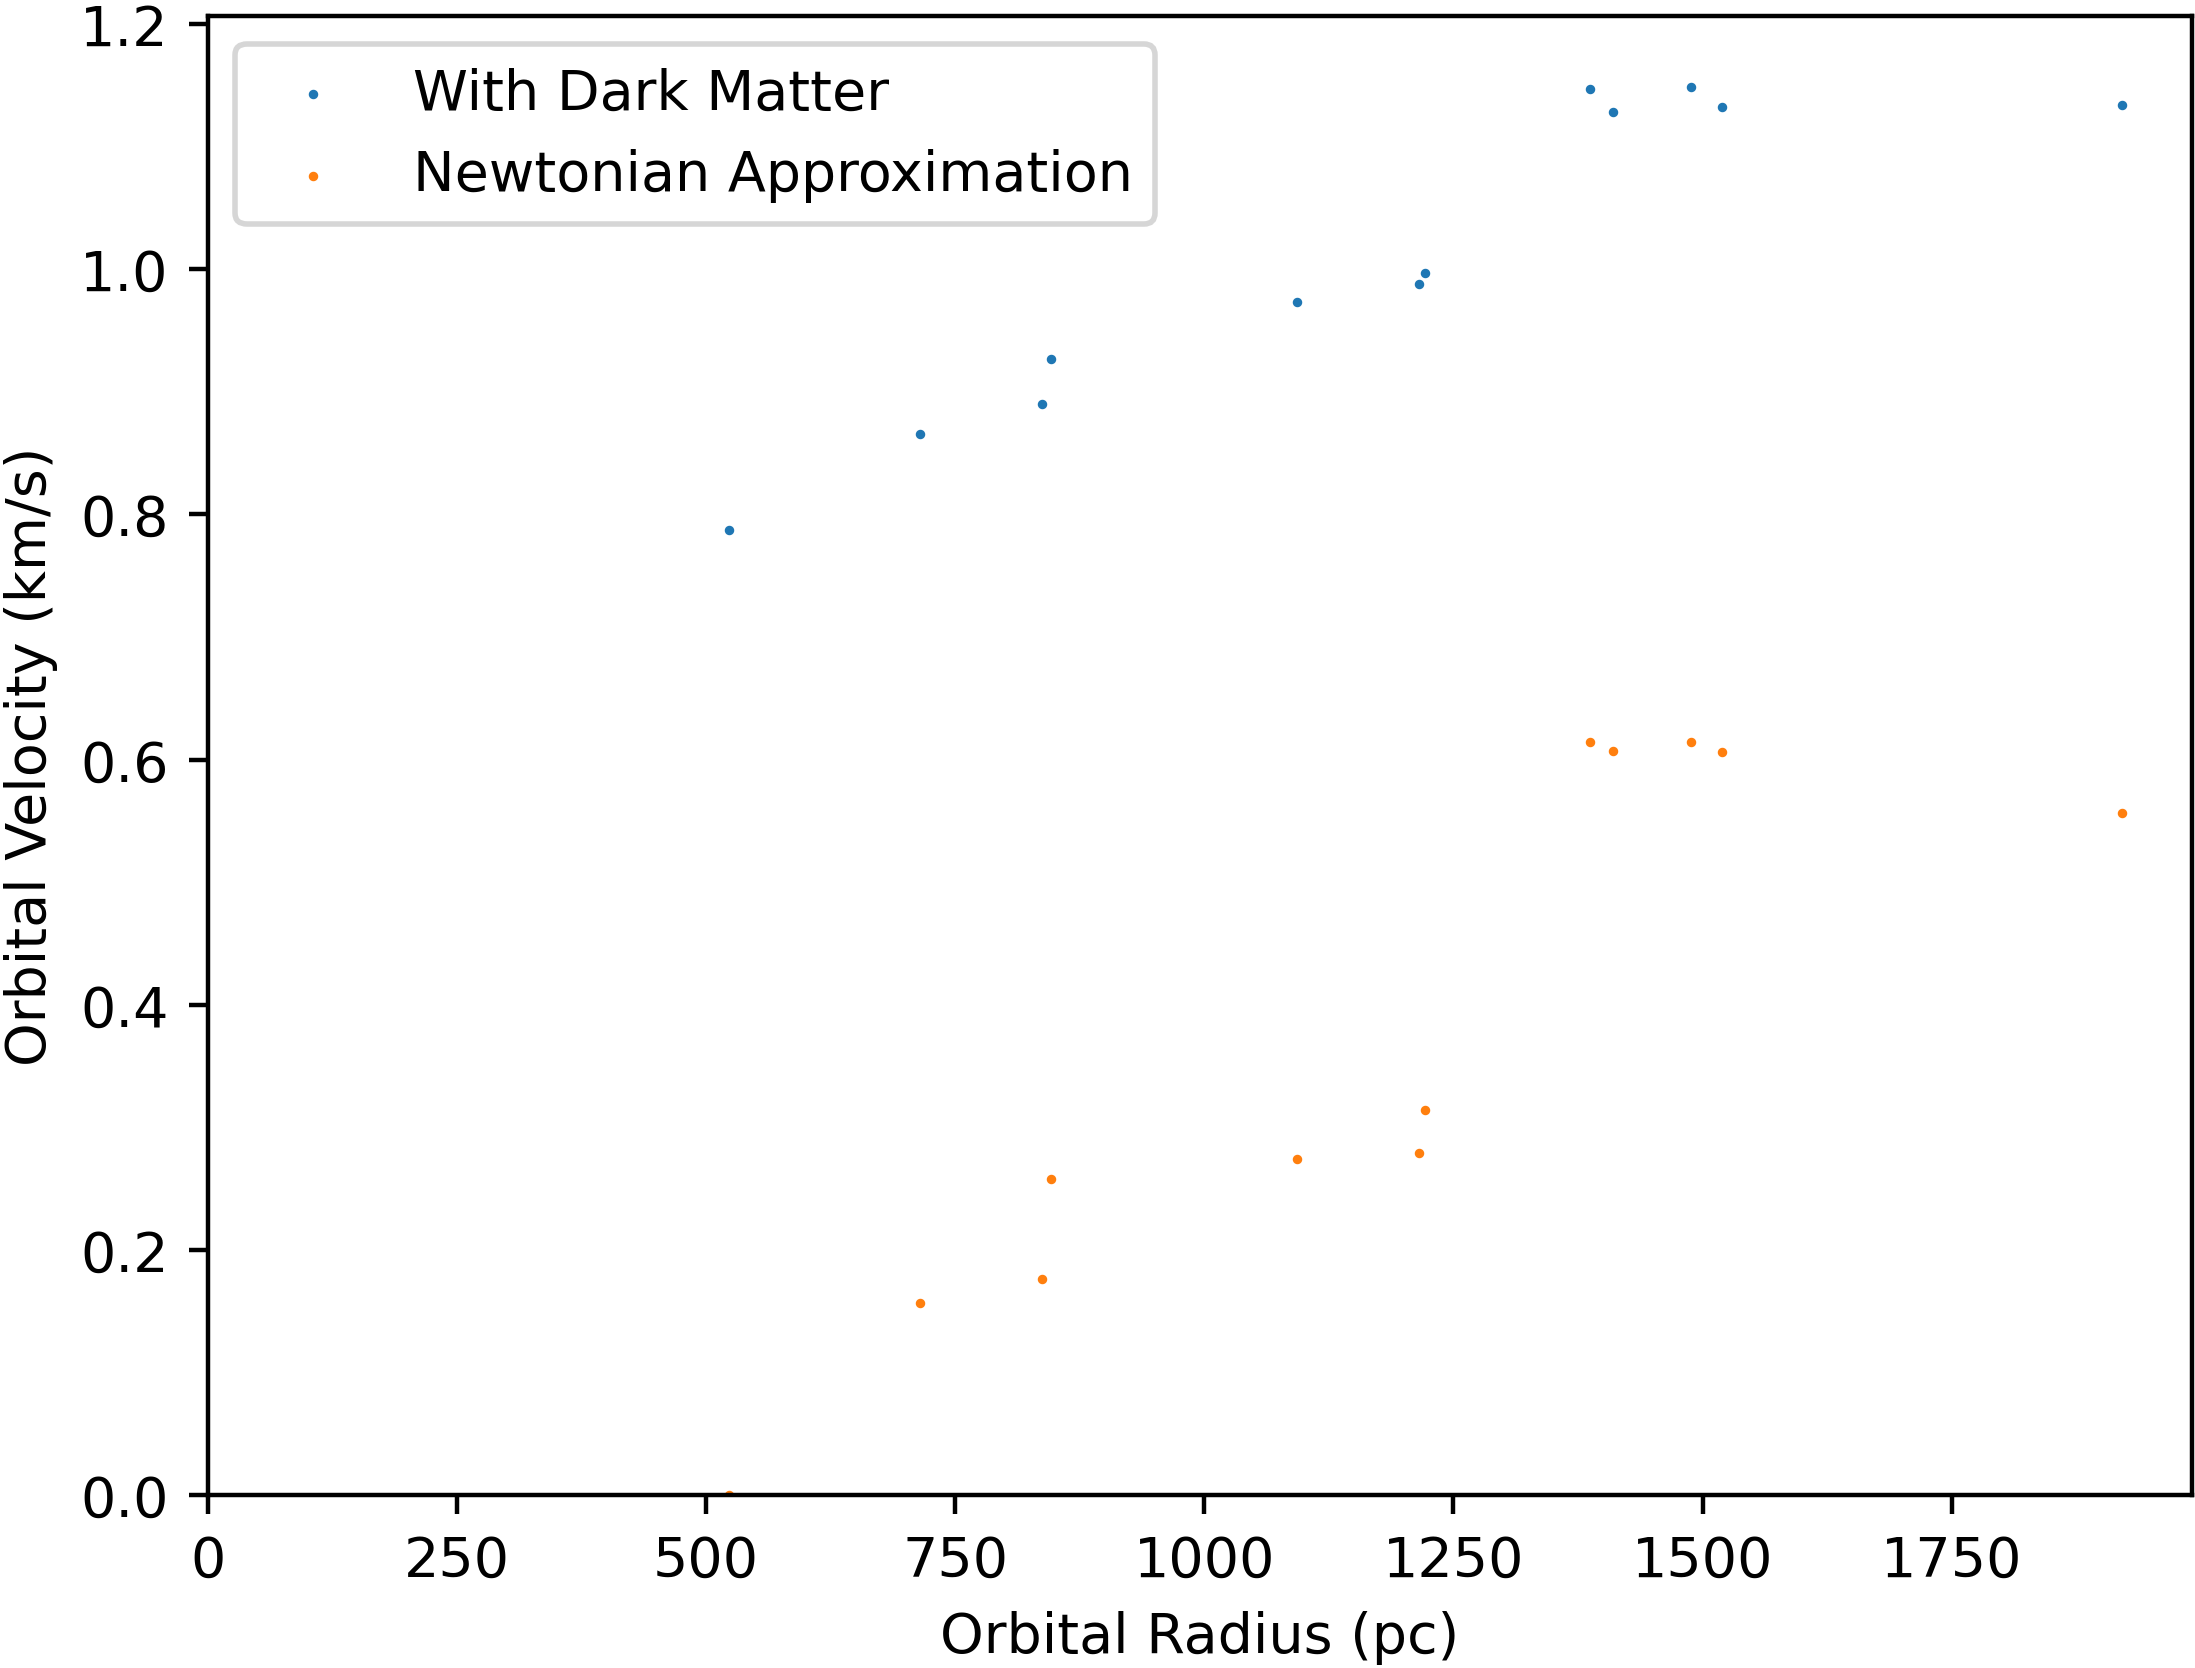 With Dark Matter
Newtonian Approximation
1.2
1.0
0.8
0.6
0.4
0.2
0.0
Orbital Velocity (km/s)
0 250 500 750 1000 1250 1500 1750
Orbital Radius (pc)